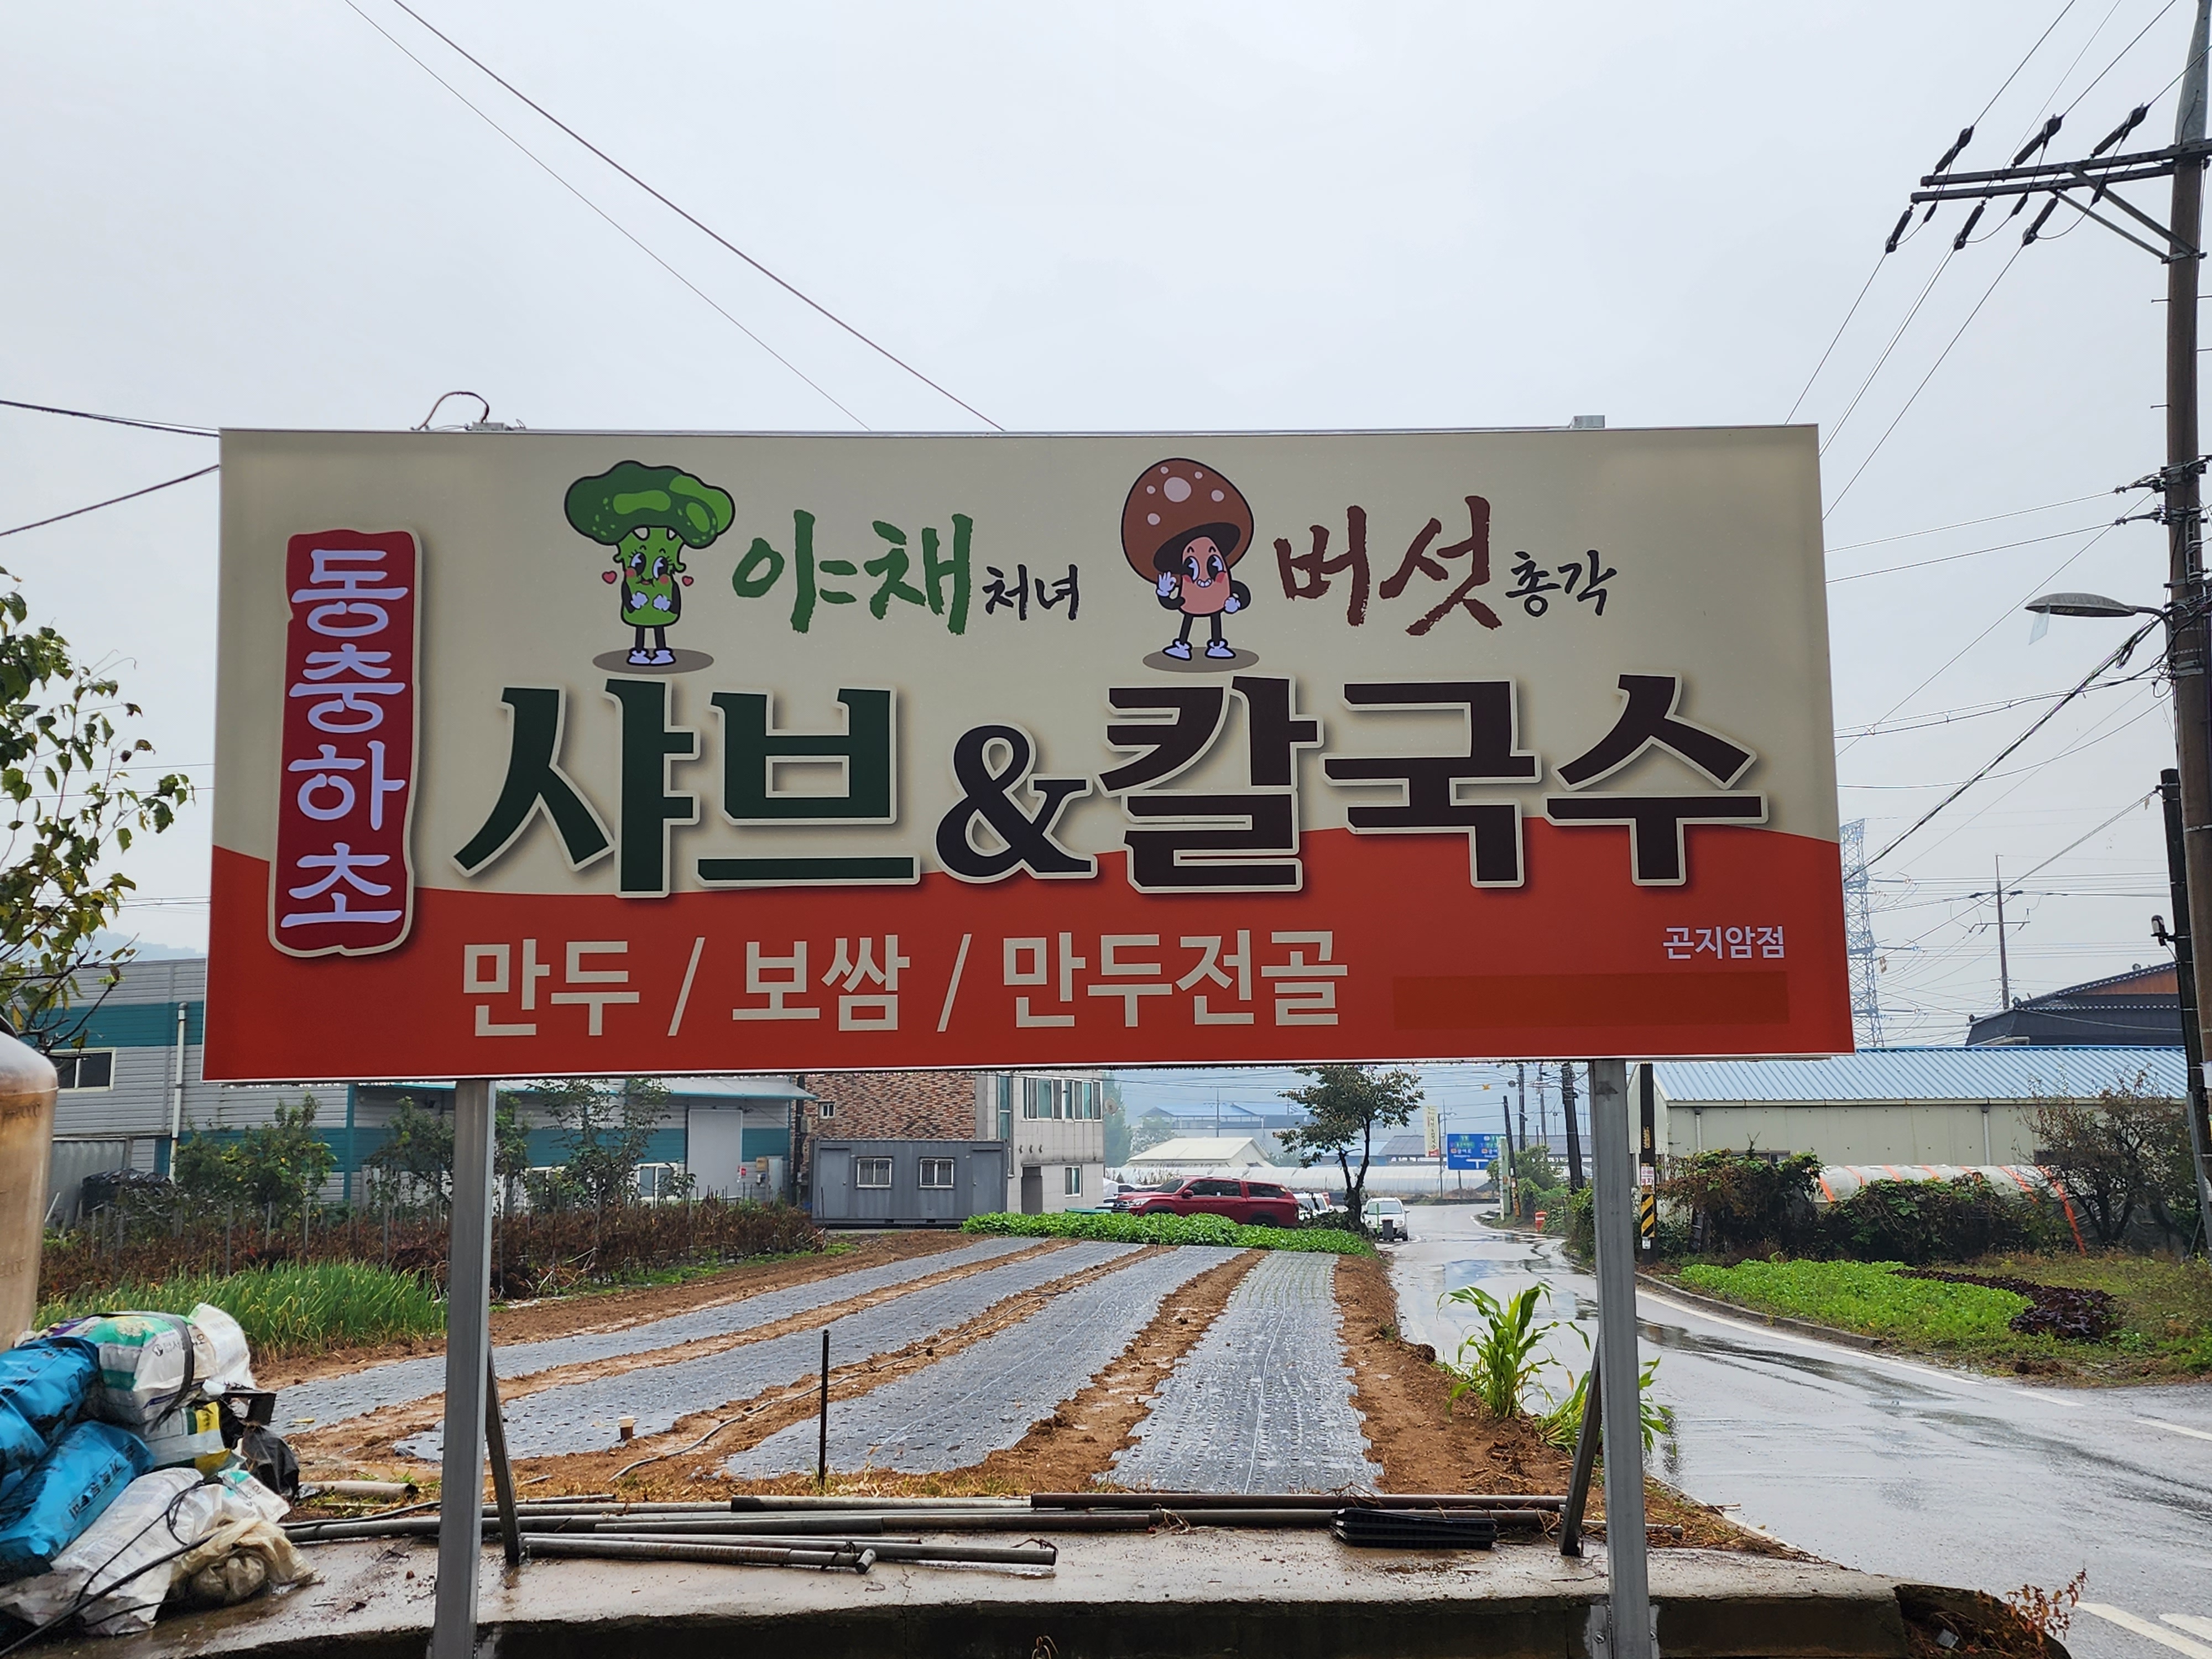 동충하초
야채처녀 버섯총각
샤브&칼국수
만두 / 보쌈 / 만두전골
곤지암점